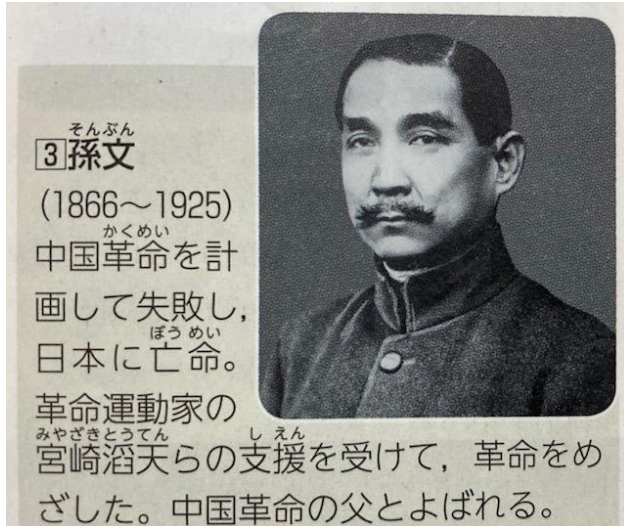 そんぶん
3孫文
(1866〜1925)
かくめい
中国革命を計
画して失敗し,
ぼうめい
日本に亡命。
革命運動家の
みやざきとうてん しえん
宮崎滔天らの支援を受けて，革命をめ
ざした。中国革命の父とよばれる。